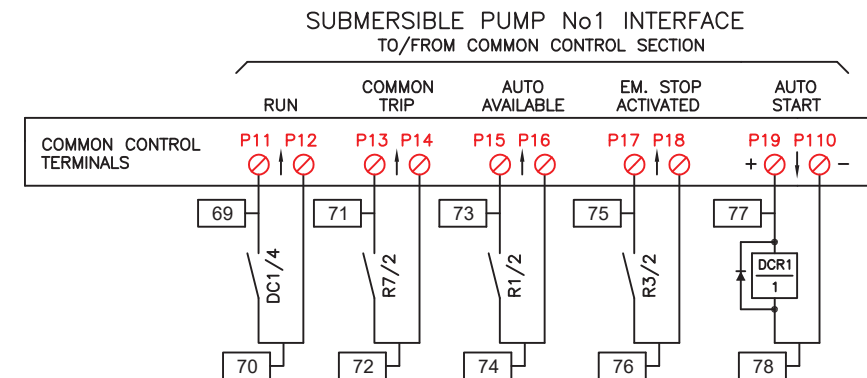 SUBMERSIBLE PUMP No1 INTERFACE
TO/FROM COMMON CONTROL SECTION
RUN
COMMON TRIP
AUTO AVAILABLE
EM. STOP ACTIVATED
AUTO START
COMMON CONTROL TERMINALS
P11 P12 P13 P14 P15 P16 P17 P18 P19 P110
+ −
69 71 73 75 77
DC1/4 R7/2 R1/2 R3/2 DCR1
1
70 72 74 76 78